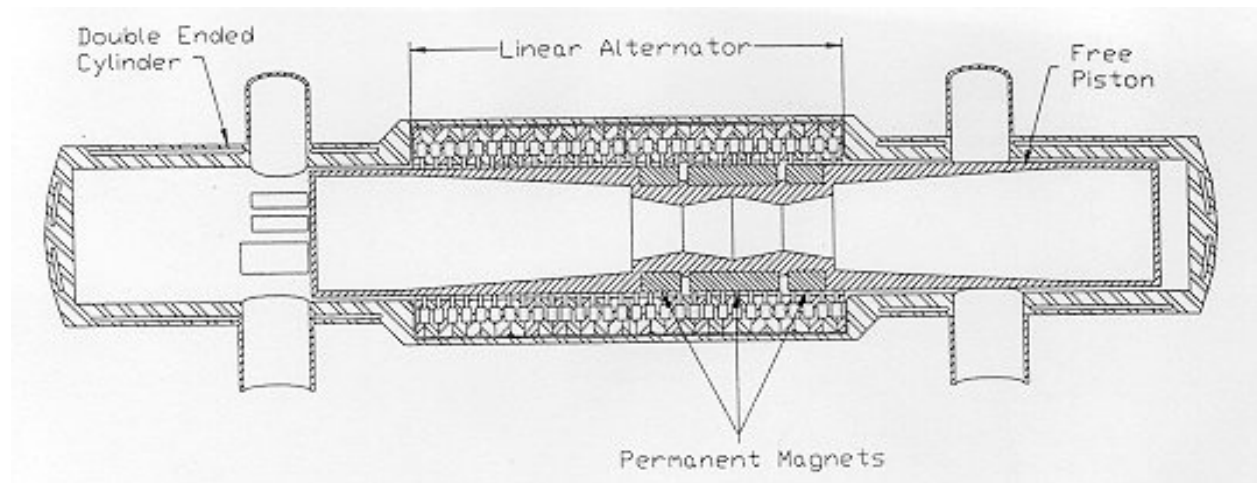 Double Ended
Cylinder
Linear Alternator
Free
Piston
Permanent Magnets